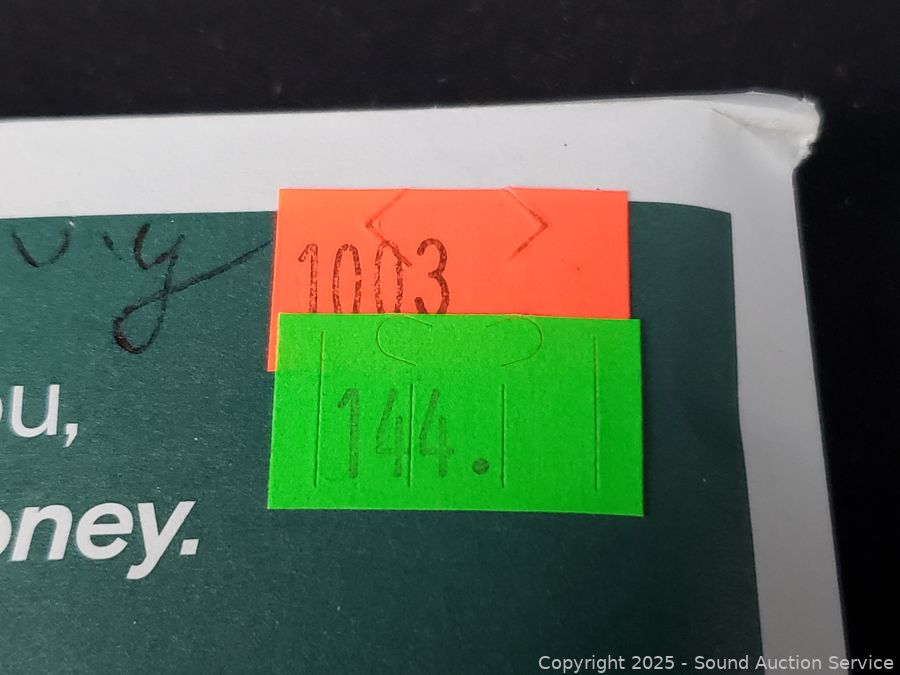 1003
144.
ou,
oney.
Copyright 2025 - Sound Auction Service